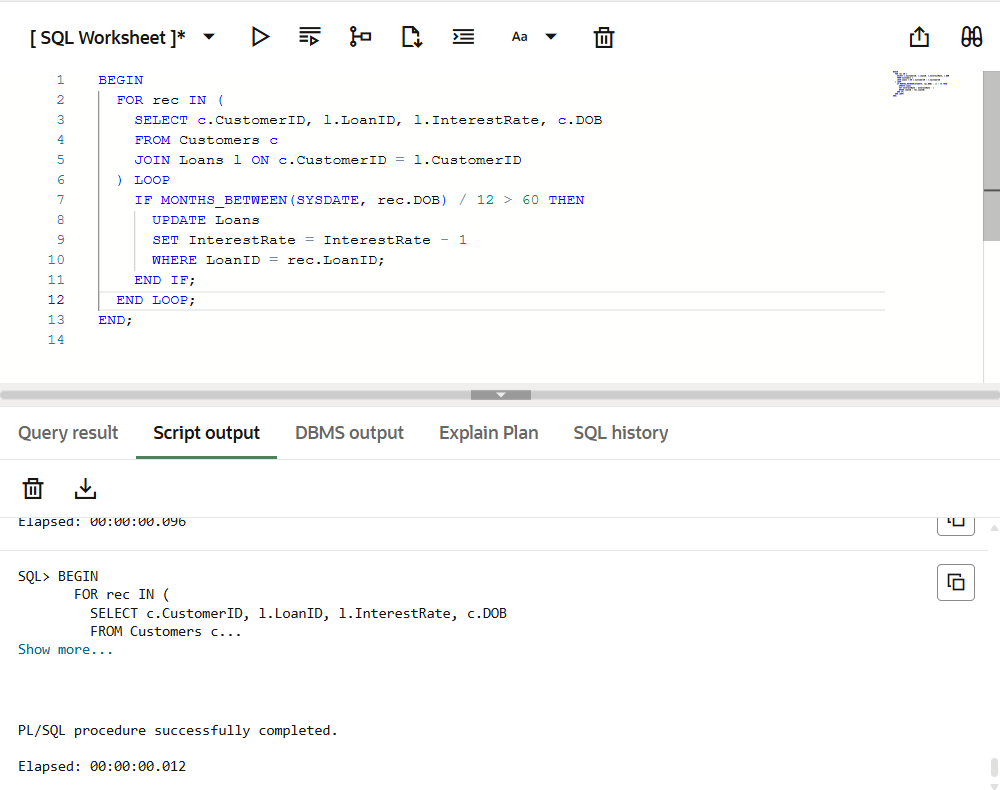 [ SQL Worksheet ]*
Aa
1 BEGIN
2 FOR rec IN (
3 SELECT c.CustomerID, l.LoanID, l.InterestRate, c.DOB
4 FROM Customers c
5 JOIN Loans l ON c.CustomerID = l.CustomerID
6 ) LOOP
7 IF MONTHS_BETWEEN(SYSDATE, rec.DOB) / 12 > 60 THEN
8 UPDATE Loans
9 SET InterestRate = InterestRate - 1
10 WHERE LoanID = rec.LoanID;
11 END IF;
12 END LOOP;
13 END;
14
Query result Script output DBMS output Explain Plan SQL history
Elapsed: 00:00:00.096
SQL> BEGIN
FOR rec IN (
SELECT c.CustomerID, l.LoanID, l.InterestRate, c.DOB
FROM Customers c...
Show more...
PL/SQL procedure successfully completed.
Elapsed: 00:00:00.012